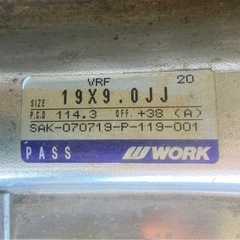 VRF 20
SIZE 19X9.0JJ
P.C.D 114.3 OFF. +38 (A)
SAK-070719-P-119-001
PASS WORK